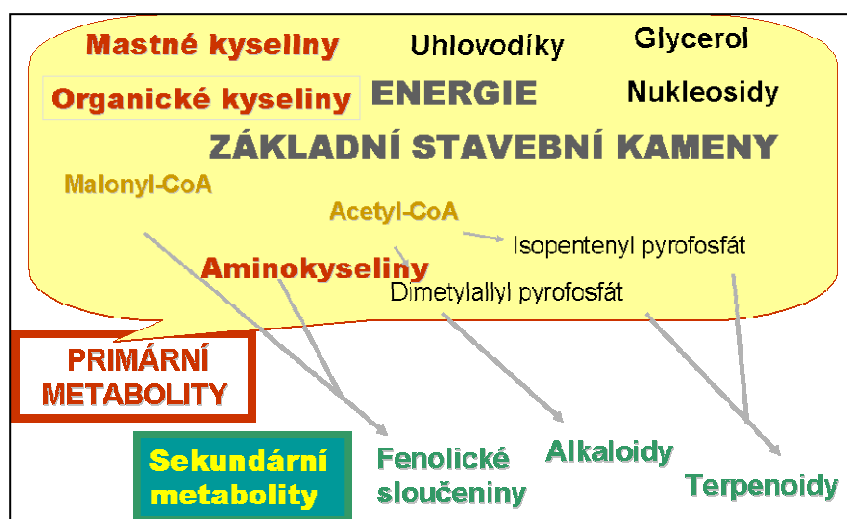 Mastné kyseliny
Uhlovodíky
Glycerol
Organické kyseliny
ENERGIE
Nukleosidy
ZÁKLADNÍ STAVEBNÍ KAMENY
Malonyl-CoA
Acetyl-CoA
Isopentenyl pyrofosfát
Aminokyseliny
Dimetylallyl pyrofosfát
PRIMÁRNÍ
METABOLITY
Sekundární
metabolity
Fenolické
sloučeniny
Alkaloidy
Terpenoidy